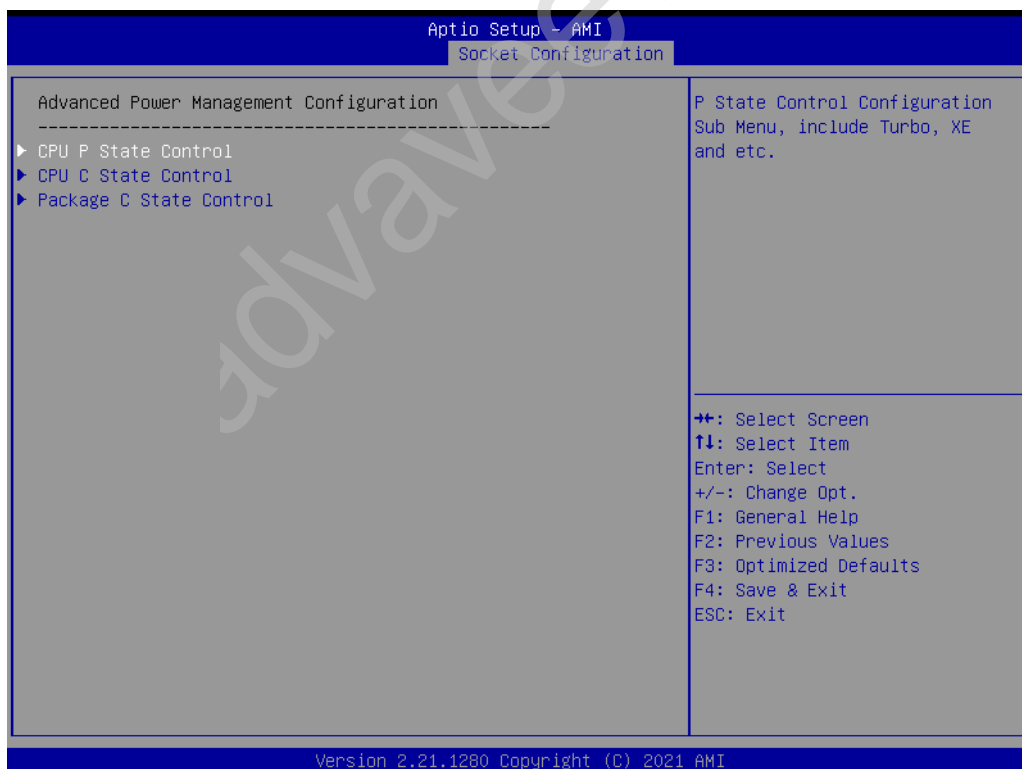 Aptio Setup - AMI
Socket Configuration
Advanced Power Management Configuration
--------------------------------------------------
CPU P State Control
CPU C State Control
Package C State Control
P State Control Configuration
Sub Menu, include Turbo, XE
and etc.
→←: Select Screen
↑↓: Select Item
Enter: Select
+/-: Change Opt.
F1: General Help
F2: Previous Values
F3: Optimized Defaults
F4: Save & Exit
ESC: Exit
Version 2.21.1280 Copyright (C) 2021 AMI